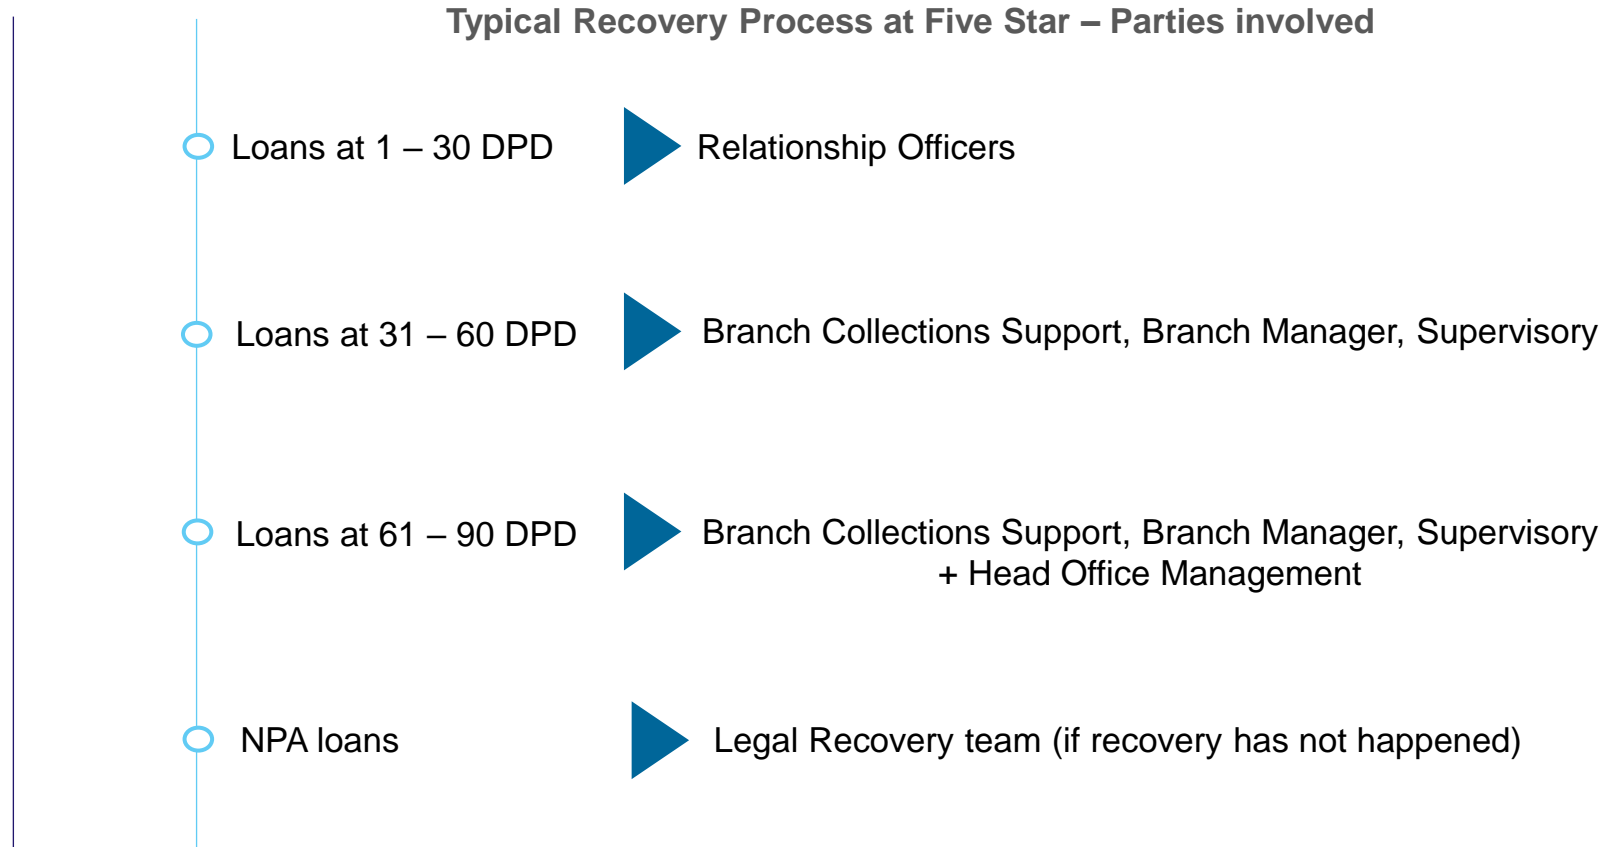 Typical Recovery Process at Five Star – Parties involved
Loans at 1 – 30 DPD
Relationship Officers
Loans at 31 – 60 DPD
Branch Collections Support, Branch Manager, Supervisory
Loans at 61 – 90 DPD
Branch Collections Support, Branch Manager, Supervisory
+ Head Office Management
NPA loans
Legal Recovery team (if recovery has not happened)